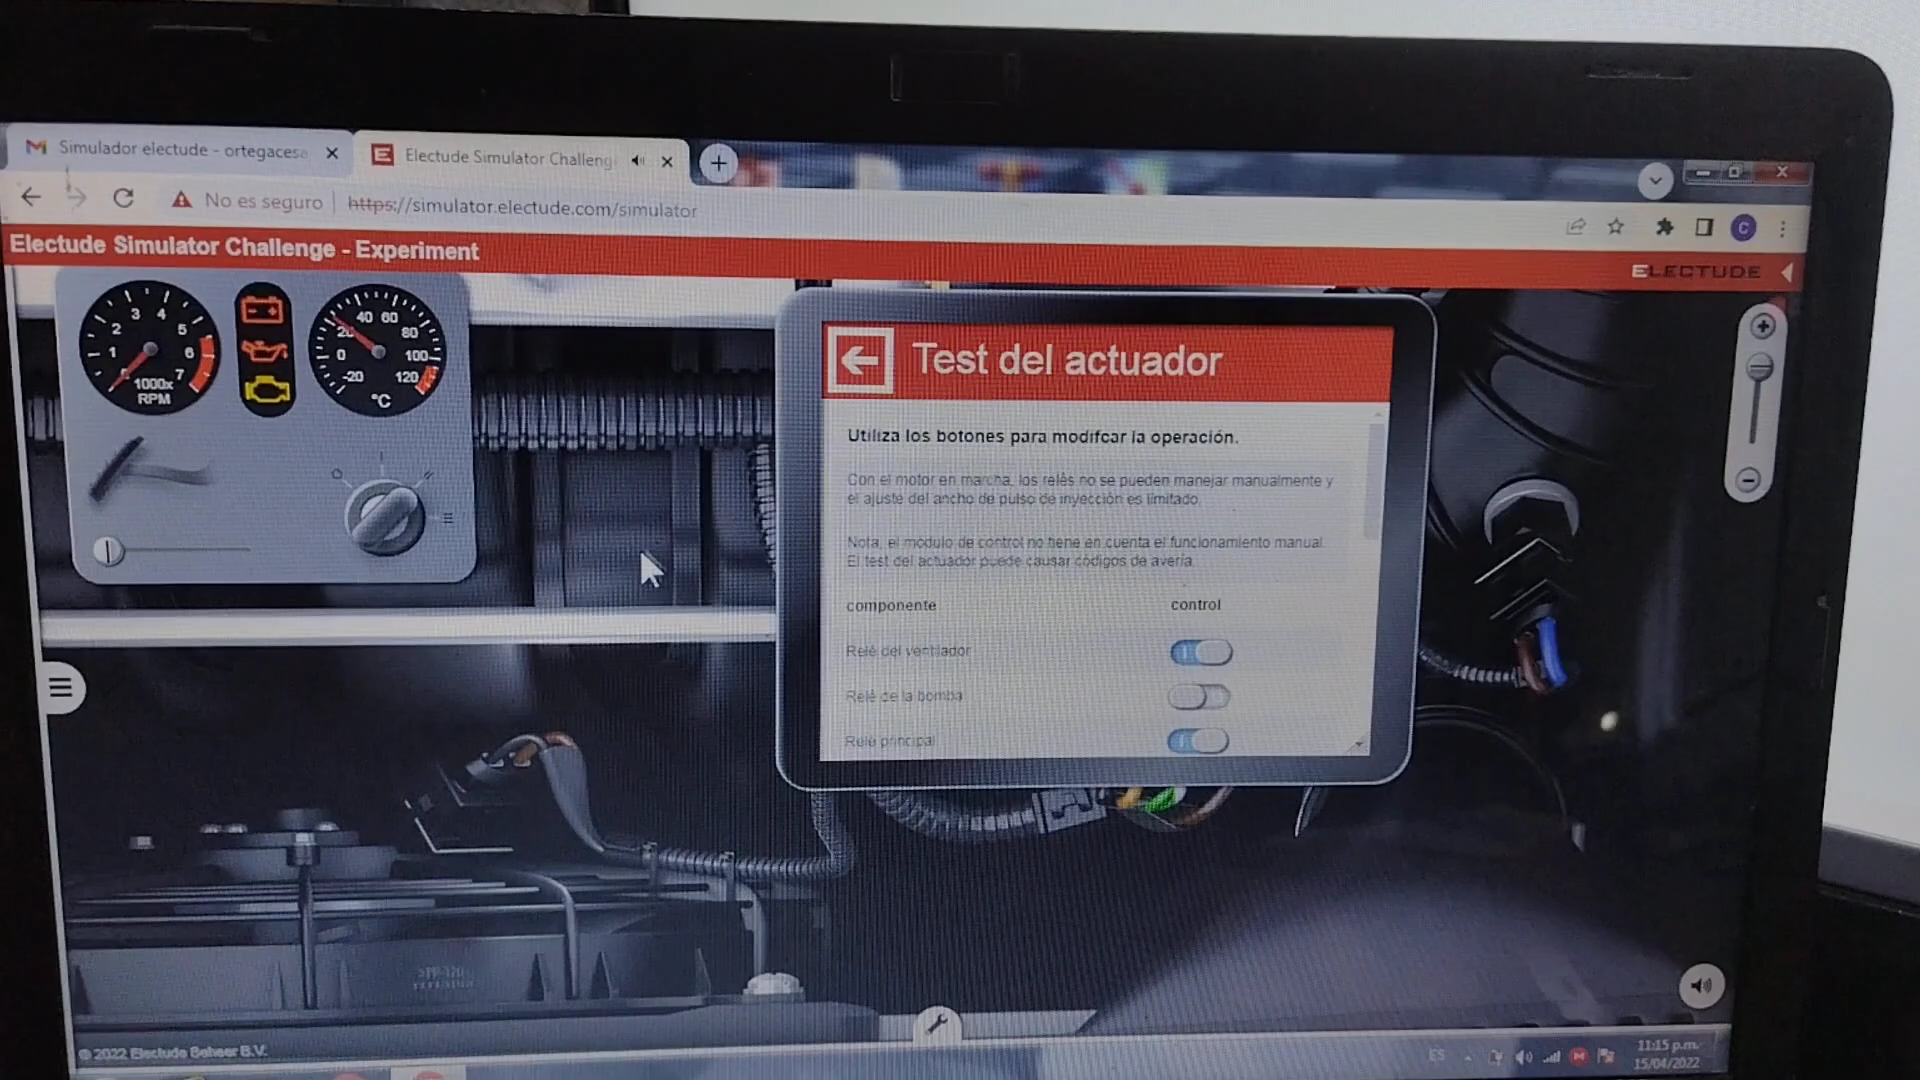 Simulador electude - ortegacesa
Electude Simulator Challeng
No es seguro
https://simulator.electude.com/simulator
Electude Simulator Challenge - Experiment
ELECTUDE
1 2 3 4 5 6 7
1000x
RPM
-20 0 20 40 60 80 100 120
°C
Test del actuador
Utiliza los botones para modifcar la operación.
Con el motor en marcha, los relés no se pueden manejar manualmente y
el ajuste del ancho de pulso de inyección es limitado.
Nota, el módulo de control no tiene en cuenta el funcionamiento manual.
El test del actuador puede causar códigos de avería.
componente control
Relé del ventilador
Relé de la bomba
Relé principal
© 2022 Electude Beheer B.V.
ES
11:15 p.m.
15/04/2022